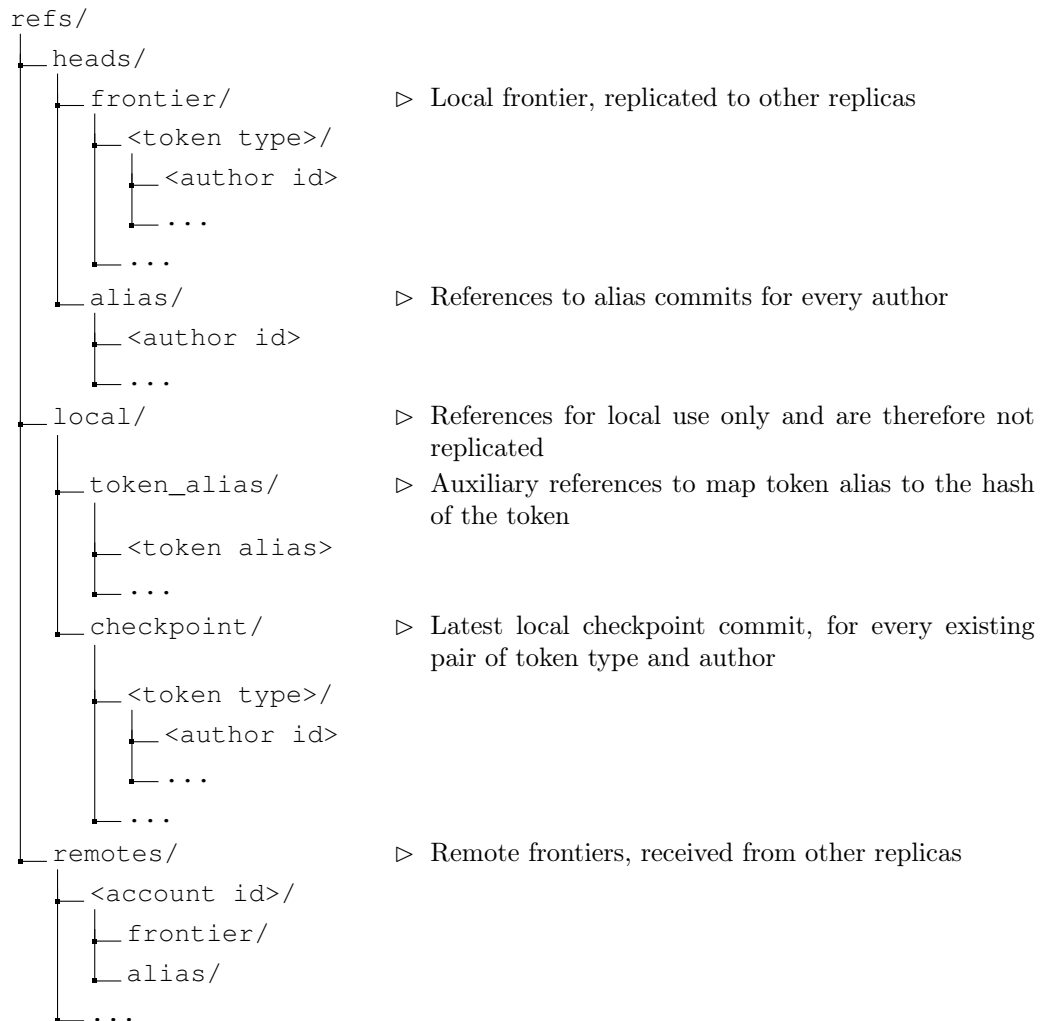 refs/
heads/
frontier/ ▷ Local frontier, replicated to other replicas
<token type>/
<author id>
...
...
alias/ ▷ References to alias commits for every author
<author id>
...
local/ ▷ References for local use only and are therefore not
replicated
token_alias/ ▷ Auxiliary references to map token alias to the hash
of the token
<token alias>
...
checkpoint/ ▷ Latest local checkpoint commit, for every existing
pair of token type and author
<token type>/
<author id>
...
...
remotes/ ▷ Remote frontiers, received from other replicas
<account id>/
frontier/
alias/
...